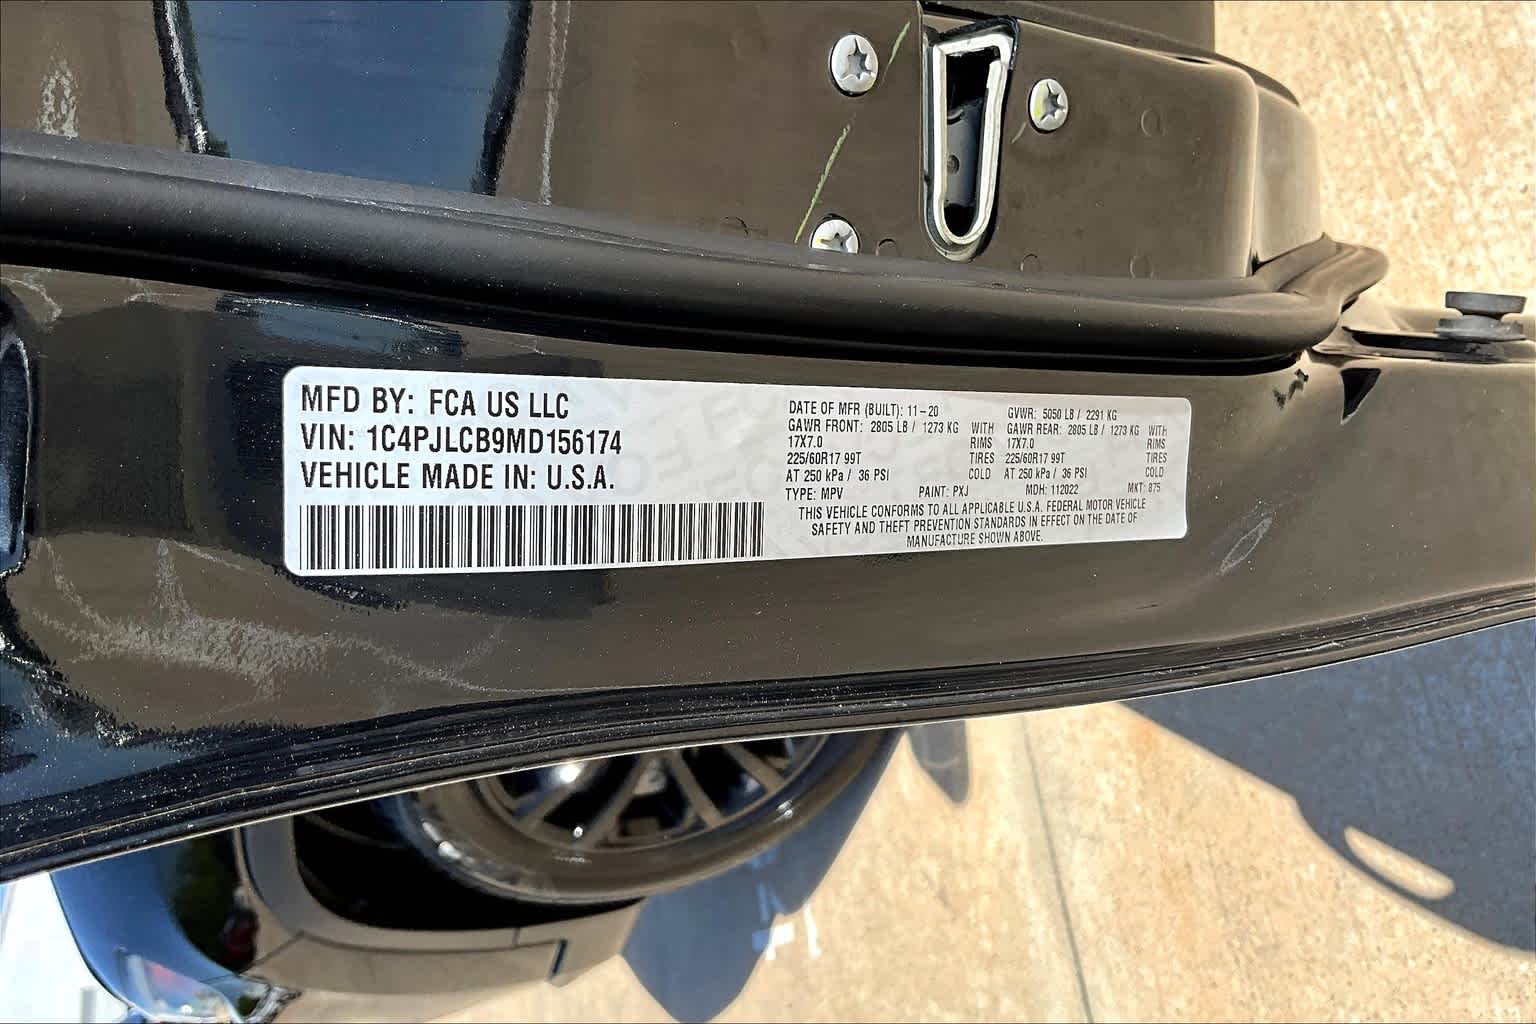 MFD BY: FCA US LLC
VIN: 1C4PJLCB9MD156174
VEHICLE MADE IN: U.S.A.
DATE OF MFR (BUILT): 11-20 GVWR: 5050 LB / 2291 KG
GAWR FRONT: 2805 LB / 1273 KG WITH GAWR REAR: 2805 LB / 1273 KG WITH
17X7.0 RIMS 17X7.0 RIMS
225/60R17 99T TIRES 225/60R17 99T TIRES
AT 250 kPa / 36 PSI COLD AT 250 kPa / 36 PSI COLD
TYPE: MPV PAINT: PXJ MDH: 112022 MKT: 875
THIS VEHICLE CONFORMS TO ALL APPLICABLE U.S.A. FEDERAL MOTOR VEHICLE
SAFETY AND THEFT PREVENTION STANDARDS IN EFFECT ON THE DATE OF
MANUFACTURE SHOWN ABOVE.